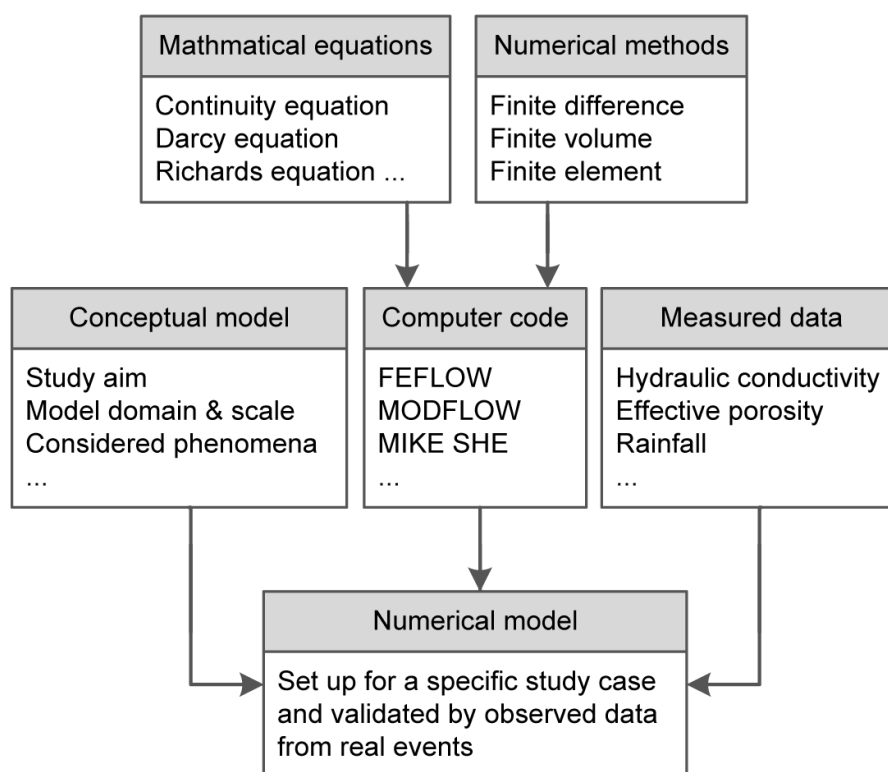 Mathmatical equations
Continuity equation
Darcy equation
Richards equation ...
Numerical methods
Finite difference
Finite volume
Finite element
Conceptual model
Study aim
Model domain & scale
Considered phenomena
...
Computer code
FEFLOW
MODFLOW
MIKE SHE
...
Measured data
Hydraulic conductivity
Effective porosity
Rainfall
...
Numerical model
Set up for a specific study case
and validated by observed data
from real events